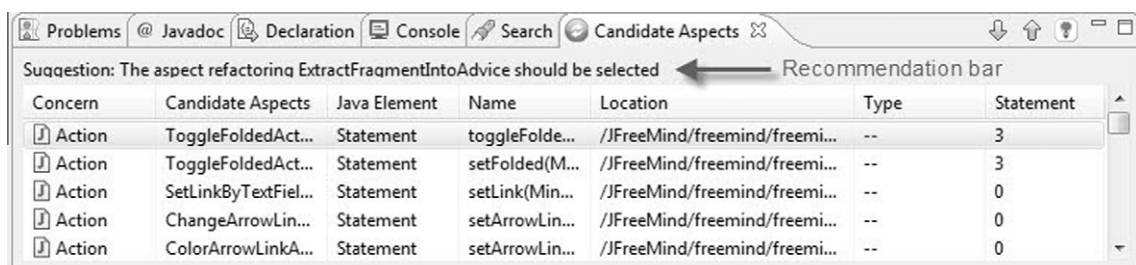 Problems @ Javadoc Declaration Console Search Candidate Aspects
Suggestion: The aspect refactoring ExtractFragmentIntoAdvice should be selected Recommendation bar
Concern Candidate Aspects Java Element Name Location Type Statement
J Action ToggleFoldedAct... Statement toggleFolde... /JFreeMind/freemind/freemi... -- 3
J Action ToggleFoldedAct... Statement setFolded(M... /JFreeMind/freemind/freemi... -- 3
J Action SetLinkByTextFiel... Statement setLink(Min... /JFreeMind/freemind/freemi... -- 0
J Action ChangeArrowLin... Statement setArrowLin... /JFreeMind/freemind/freemi... -- 0
J Action ColorArrowLinkA... Statement setArrowLin... /JFreeMind/freemind/freemi... -- 0